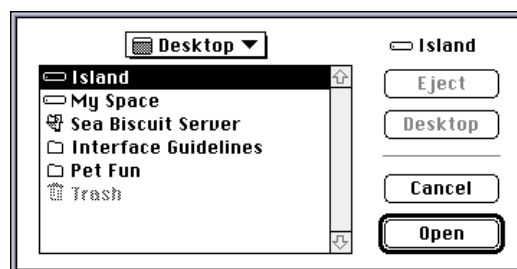 Desktop
Island
My Space
Sea Biscuit Server
Interface Guidelines
Pet Fun
Trash
Island
Eject
Desktop
Cancel
Open